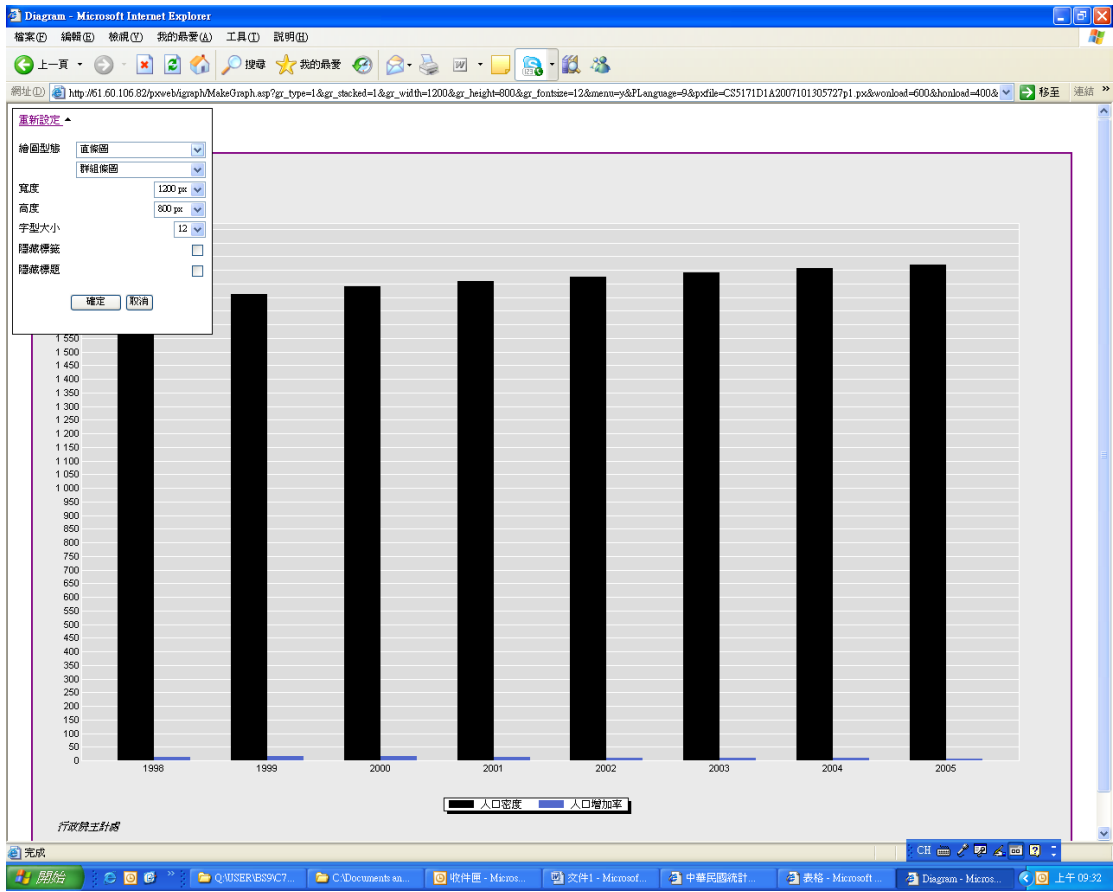 Diagram - Microsoft Internet Explorer
檔案(F) 編輯(E) 檢視(V) 我的最愛(A) 工具(T) 說明(H)
上一頁 搜尋 我的最愛
網址(D) http://61.60.106.82/pxweb/igraph/MakeGraph.asp?gr_type=1&gr_stacked=1&gr_width=1200&gr_height=800&gr_fontsize=12&menu=y&PLanguage=9&pxfile=CS5171D1A2007101305727p1.px&wonload=600&honload=400& 移至 連結 »
重新設定
繪圖型態 直條圖
群組條圖
寬度 1200 px
高度 800 px
字型大小 12
隱藏標籤
隱藏標題
確定 取消
1 550
1 500
1 450
1 400
1 350
1 300
1 250
1 200
1 150
1 100
1 050
1 000
950
900
850
800
750
700
650
600
550
500
450
400
350
300
250
200
150
100
50
0
1998 1999 2000 2001 2002 2003 2004 2005
人口密度 人口增加率
行政院主計處
完成
CH
開始 Q:\USER\BS9\C7... C:\Documents an... 收件匣 - Micros... 文件1 - Microsof... 中華民國統計... 表格 - Microsoft ... Diagram - Micros... 上午 09:32